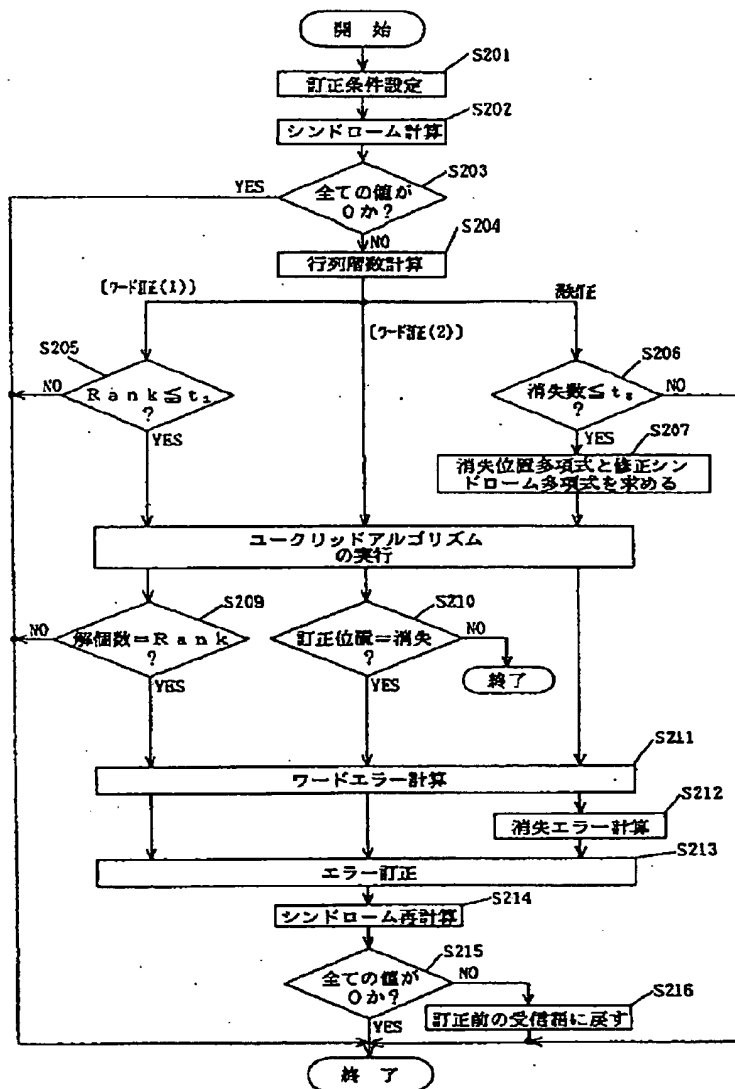 開 始
S201
訂正条件設定
S202
シンドローム計算
S203
YES
全ての値が
０か？
S204
NO
行列階数計算
[ワード訂正(1)]
[ワード訂正(2)]
S205
S206
NO
Ｒａｎｋ≦ｔ₁
？
消失数≦ｔ
？
NO
YES
YES
S207
消失位置多項式と修正シン
ドローム多項式を求める
ユークリッドアルゴリズム
の実行
S209
S210
NO
解個数＝Ｒａｎｋ
？
訂正位置＝消失
？
NO
YES
YES
終了
S211
ワードエラー計算
S212
消失エラー計算
S213
エラー訂正
S214
シンドローム再計算
S215
全ての値が
０か？
NO
S216
YES
訂正前の受信語に戻す
終 了